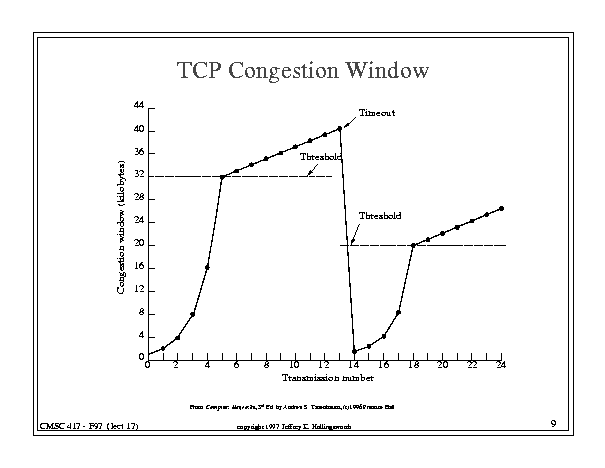 TCP Congestion Window
44
40
36
32
28
24
20
16
12
8
4
0
Congestion window (kilobytes)
Timeout
Threshold
Threshold
0 2 4 6 8 10 12 14 16 18 20 22 24
Transmission number
From Computer Networks, 3rd Ed. by Andrew S. Tanenbaum, (c)1996 Prentice Hall
CMSC 417 - F97 (lect 17)
copyright 1997 Jeffrey K. Hollingsworth
9